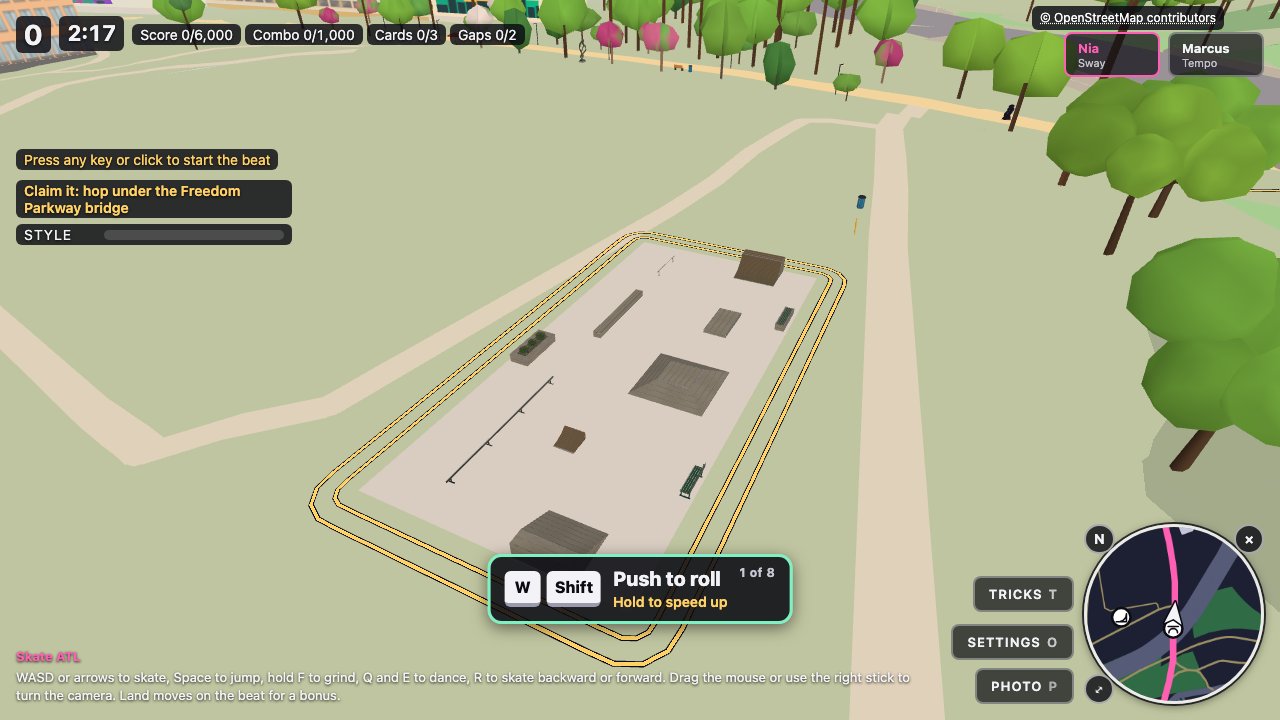 0
2:17
Score 0/6,000
Combo 0/1,000
Cards 0/3
Gaps 0/2
© OpenStreetMap contributors
Nia
Sway
Marcus
Tempo
Press any key or click to start the beat
Claim it: hop under the Freedom
Parkway bridge
STYLE
W
Shift
Push to roll
1 of 8
Hold to speed up
N
×
TRICKS T
SETTINGS O
PHOTO P
Skate ATL
WASD or arrows to skate, Space to jump, hold F to grind, Q and E to dance, R to skate backward or forward. Drag the mouse or use the right stick to
turn the camera. Land moves on the beat for a bonus.